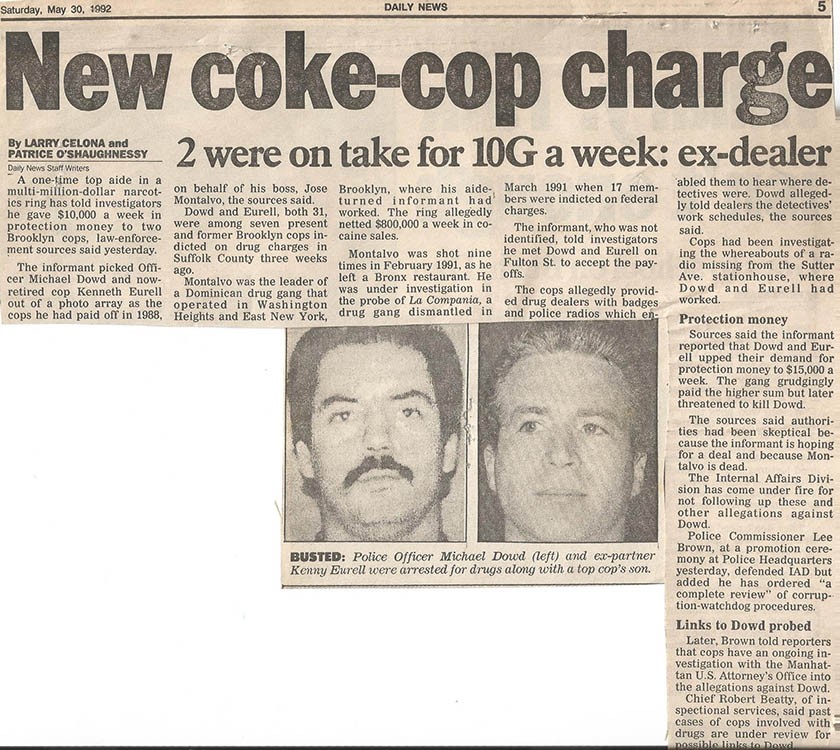 Saturday, May 30, 1992
DAILY NEWS
5
New coke-cop charge
2 were on take for 10G a week: ex-dealer
By LARRY CELONA and
PATRICE O'SHAUGHNESSY
Daily News Staff Writers
A one-time top aide in a
multi-million-dollar narcot-
ics ring has told investigators
he gave $10,000 a week in
protection money to two
Brooklyn cops, law-enforce-
ment sources said yesterday.
The informant picked Offi-
cer Michael Dowd and now-
retired cop Kenneth Eurell
out of a photo array as the
cops he had paid off in 1988,
on behalf of his boss, Jose
Montalvo, the sources said.
Dowd and Eurell, both 31,
were among seven present
and former Brooklyn cops in-
dicted on drug charges in
Suffolk County three weeks
ago.
Montalvo was the leader of
a Dominican drug gang that
operated in Washington
Heights and East New York,
Brooklyn, where his aide-
turned informant had
worked. The ring allegedly
netted $800,000 a week in co-
caine sales.
Montalvo was shot nine
times in February 1991, as he
left a Bronx restaurant. He
was under investigation in
the probe of La Compania, a
drug gang dismantled in
March 1991 when 17 mem-
bers were indicted on federal
charges.
The informant, who was not
identified, told investigators
he met Dowd and Eurell on
Fulton St. to accept the pay-
offs.
The cops allegedly provid-
ed drug dealers with badges
and police radios which en-
abled them to hear where de-
tectives were. Dowd alleged-
ly told dealers the detectives'
work schedules, the sources
said.
Cops had been investigat-
ing the whereabouts of a ra-
dio missing from the Sutter
Ave. stationhouse, where
Dowd and Eurell had
worked.
Protection money
Sources said the informant
reported that Dowd and Eur-
ell upped their demand for
protection money to $15,000 a
week. The gang grudgingly
paid the higher sum but later
threatened to kill Dowd.
The sources said authori-
ties had been skeptical be-
cause the informant is hoping
for a deal and because Mon-
talvo is dead.
The Internal Affairs Divi-
sion has come under fire for
not following up these and
other allegations against
Dowd.
Police Commissioner Lee
Brown, at a promotion cere-
mony at Police Headquarters
yesterday, defended IAD but
added he has ordered "a
complete review" of corrup-
tion-watchdog procedures.
Links to Dowd probed
Later, Brown told reporters
that cops have an ongoing in-
vestigation with the Manhat-
tan U.S. Attorney's Office into
the allegations against Dowd.
Chief Robert Beatty, of in-
spectional services, said past
cases of cops involved with
drugs are under review for
possible links to Dowd.
BUSTED: Police Officer Michael Dowd (left) and ex-partner
Kenny Eurell were arrested for drugs along with a top cop's son.